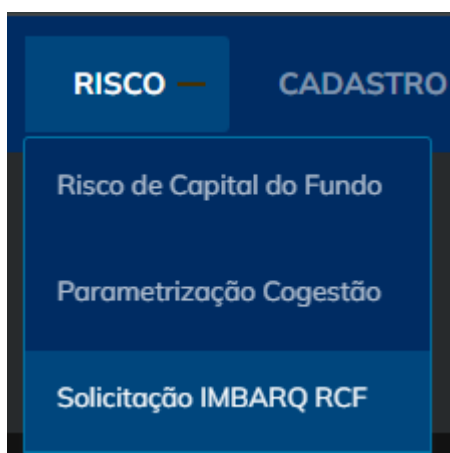 RISCO — CADASTRO
Risco de Capital do Fundo
Parametrização Cogestão
Solicitação IMBARQ RCF